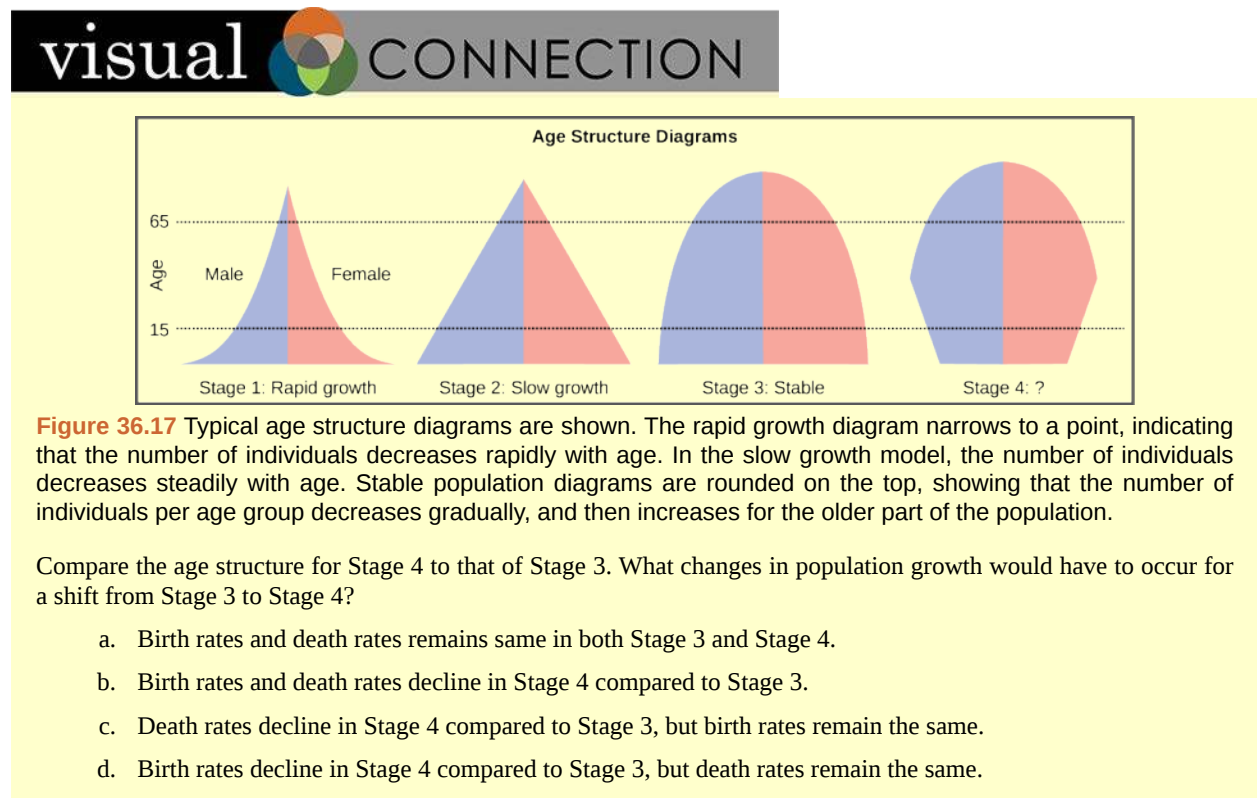 visual CONNECTION
Age Structure Diagrams
65
Age
Male
Female
15
Stage 1: Rapid growth
Stage 2: Slow growth
Stage 3: Stable
Stage 4: ?
Figure 36.17 Typical age structure diagrams are shown. The rapid growth diagram narrows to a point, indicating
that the number of individuals decreases rapidly with age. In the slow growth model, the number of individuals
decreases steadily with age. Stable population diagrams are rounded on the top, showing that the number of
individuals per age group decreases gradually, and then increases for the older part of the population.
Compare the age structure for Stage 4 to that of Stage 3. What changes in population growth would have to occur for
a shift from Stage 3 to Stage 4?
a. Birth rates and death rates remains same in both Stage 3 and Stage 4.
b. Birth rates and death rates decline in Stage 4 compared to Stage 3.
c. Death rates decline in Stage 4 compared to Stage 3, but birth rates remain the same.
d. Birth rates decline in Stage 4 compared to Stage 3, but death rates remain the same.